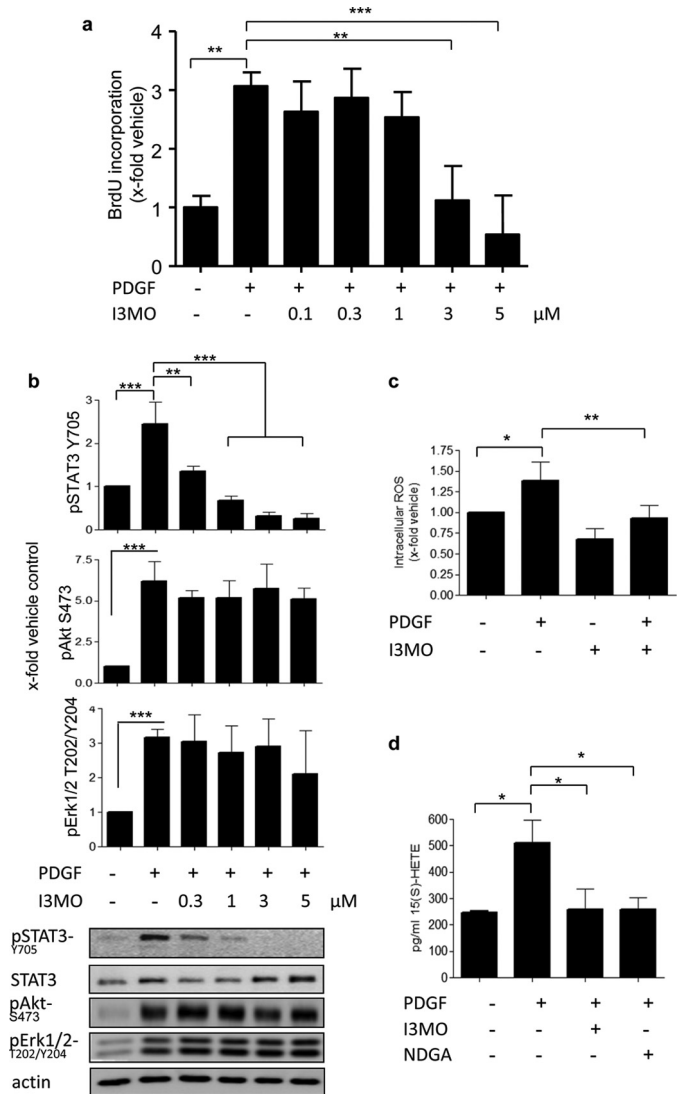 a
BrdU incorporation
(x-fold vehicle)
4
3
2
1
0
**
**
***
PDGF - + + + + + +
I3MO - - 0.1 0.3 1 3 5 μM
b
x-fold vehicle control
pSTAT3 Y705
3
2
1
0
***
**
***
pAkt S473
7.5
5.0
2.5
0.0
***
pErk1/2 T202/Y204
4
3
2
1
0
***
PDGF - + + + + +
I3MO - - 0.3 1 3 5 μM
pSTAT3-
Y705
STAT3
pAkt-
S473
pErk1/2-
T202/Y204
actin
c
Intracellular ROS
(x-fold vehicle)
1.75
1.50
1.25
1.00
0.75
0.50
0.25
0.00
*
**
PDGF - + - +
I3MO - - + +
d
pg/ml 15(S)-HETE
600
500
400
300
200
100
0
*
*
*
PDGF - + + +
I3MO - - + -
NDGA - - - +